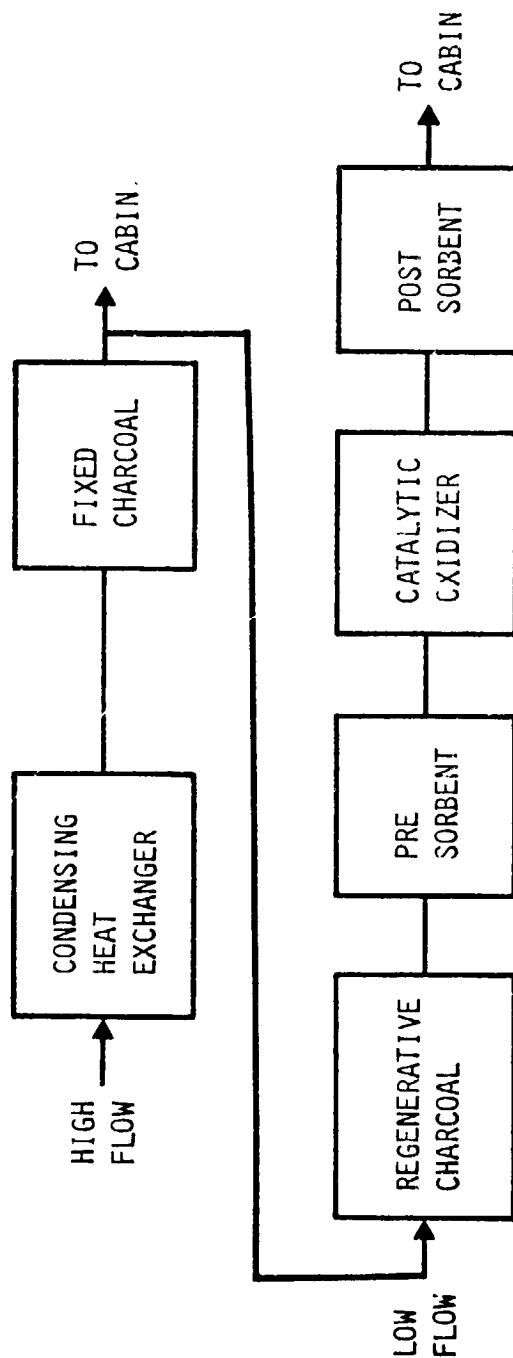 HIGH
FLOW
CONDENSING
HEAT
EXCHANGER
FIXED
CHARCOAL
TO
CABIN.
LOW
FLOW
REGENERATIVE
CHARCOAL
PRE
SORBENT
CATALYTIC
CXIDIZER
POST
SORBENT
TO
CABIN